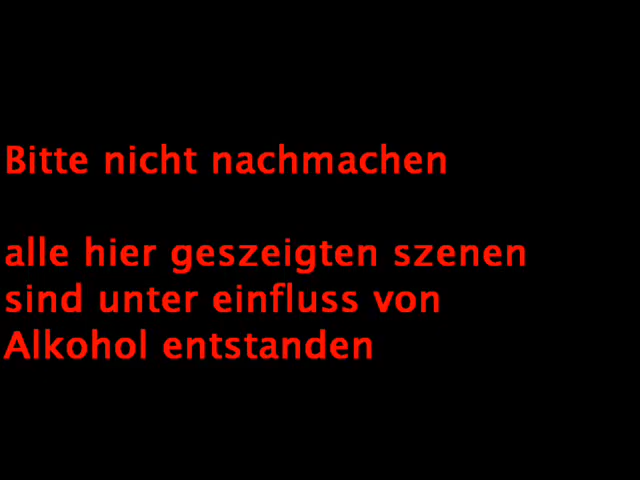 Bitte nicht nachmachen
alle hier geszeigten szenen
sind unter einfluss von
Alkohol entstanden